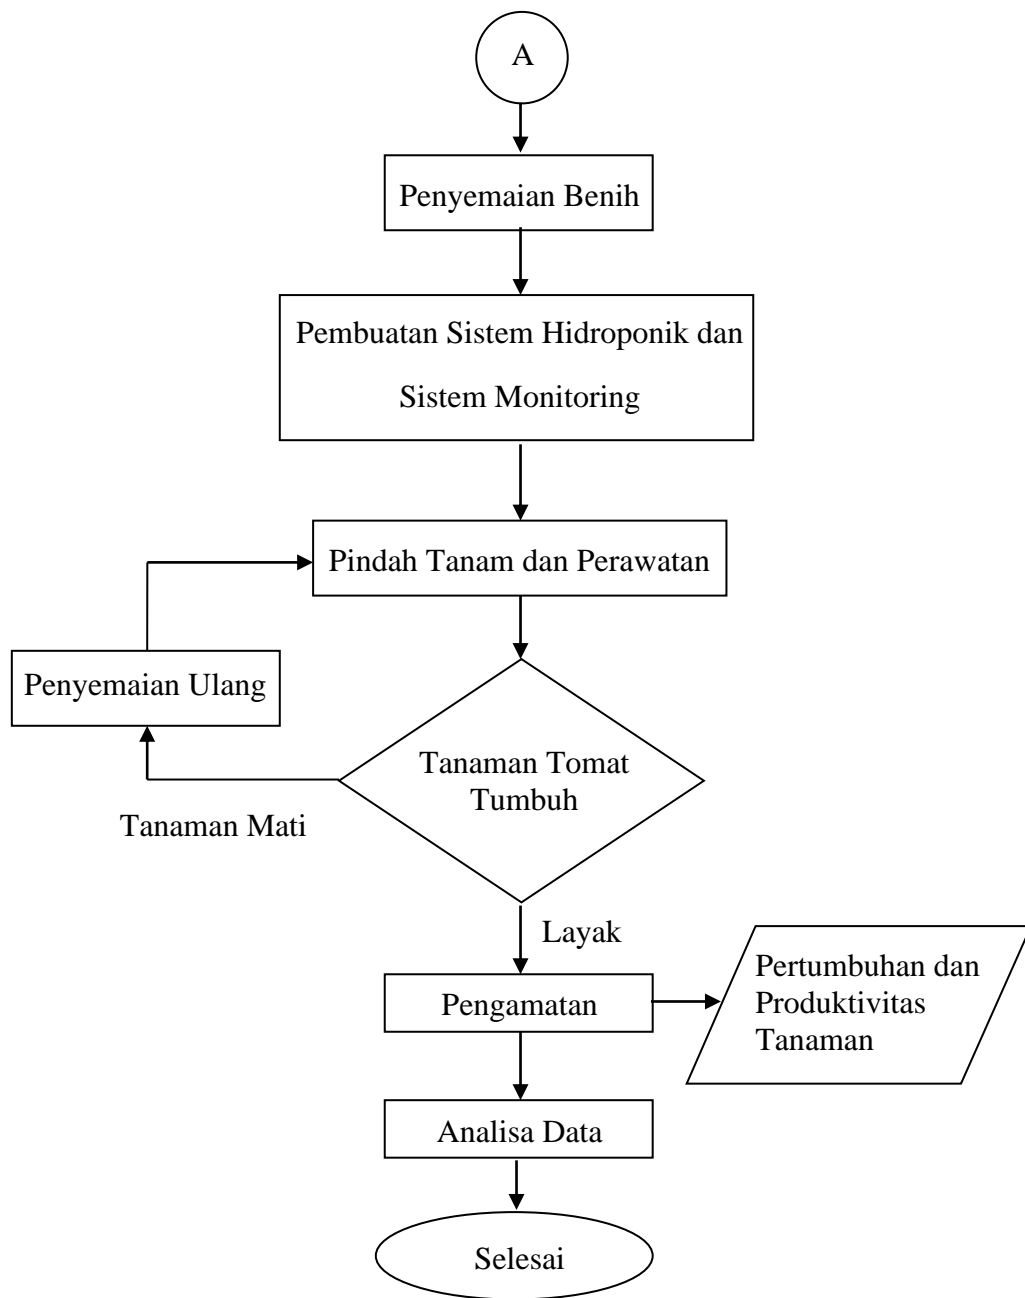 A
Penyemaian Benih
Pembuatan Sistem Hidroponik dan
Sistem Monitoring
Pindah Tanam dan Perawatan
Penyemaian Ulang
Tanaman Tomat
Tumbuh
Tanaman Mati
Layak
Pengamatan
Pertumbuhan dan
Produktivitas
Tanaman
Analisa Data
Selesai